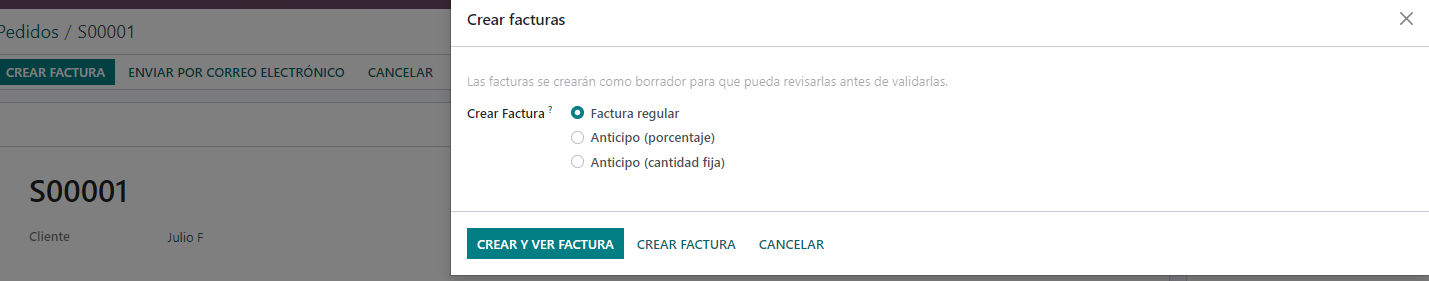 Pedidos / S00001
CREAR FACTURA ENVIAR POR CORREO ELECTRÓNICO CANCELAR
S00001
Cliente Julio F
Crear facturas
Las facturas se crearán como borrador para que pueda revisarlas antes de validarlas.
Crear Factura ? Factura regular
Anticipo (porcentaje)
Anticipo (cantidad fija)
CREAR Y VER FACTURA CREAR FACTURA CANCELAR